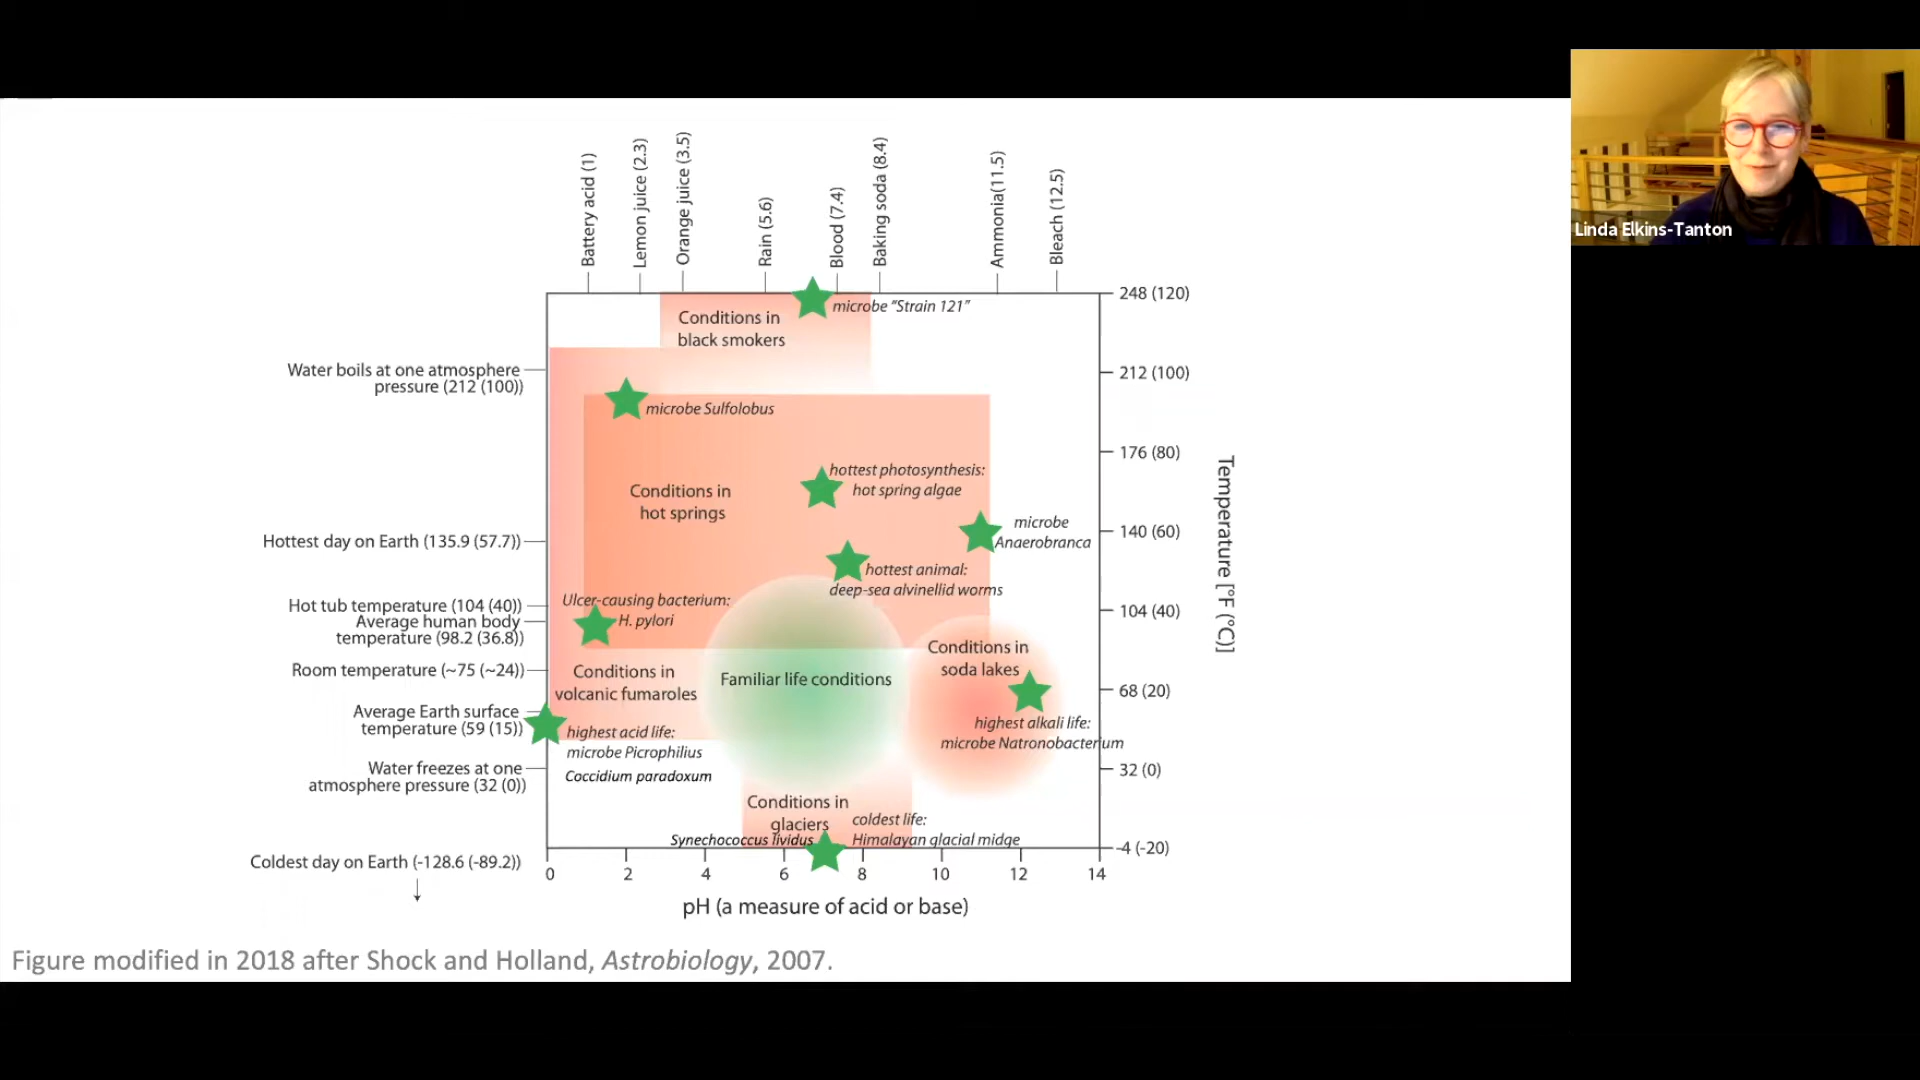 Battery acid (1)
Lemon juice (2.3)
Orange juice (3.5)
Rain (5.6)
Blood (7.4)
Baking soda (8.4)
Ammonia(11.5)
Bleach (12.5)
Linda Elkins-Tanton
248 (120)
212 (100)
176 (80)
140 (60)
104 (40)
68 (20)
32 (0)
-4 (-20)
Temperature [°F (°C)]
Water boils at one atmosphere
pressure (212 (100))
Hottest day on Earth (135.9 (57.7))
Hot tub temperature (104 (40))
Average human body
temperature (98.2 (36.8))
Room temperature (~75 (~24))
Average Earth surface
temperature (59 (15))
Water freezes at one
atmosphere pressure (32 (0))
Coldest day on Earth (-128.6 (-89.2))
microbe "Strain 121"
Conditions in
black smokers
microbe Sulfolobus
hottest photosynthesis:
hot spring algae
Conditions in
hot springs
microbe
Anaerobranca
hottest animal:
deep-sea alvinellid worms
Ulcer-causing bacterium:
H. pylori
Conditions in
soda lakes
Conditions in
volcanic fumaroles
Familiar life conditions
highest acid life:
microbe Picrophilius
Coccidium paradoxum
highest alkali life:
microbe Natronobacterium
Conditions in
glaciers
Synechococcus lividus
coldest life:
Himalayan glacial midge
0 2 4 6 8 10 12 14
pH (a measure of acid or base)
Figure modified in 2018 after Shock and Holland, Astrobiology, 2007.